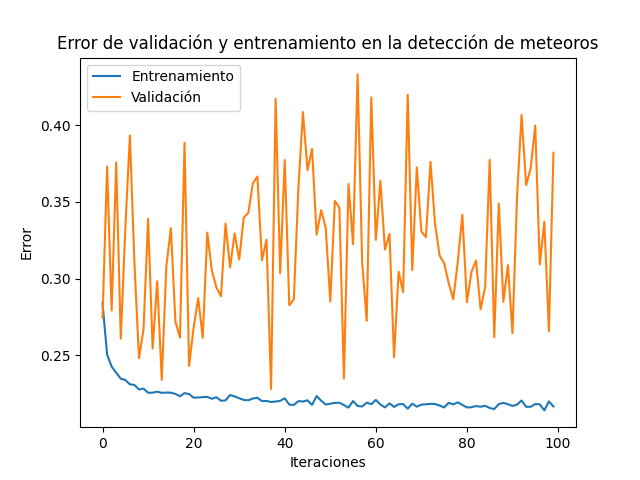 Error de validación y entrenamiento en la detección de meteoros
Entrenamiento
Validación
0.40
0.35
0.30
0.25
Error
0 20 40 60 80 100
Iteraciones